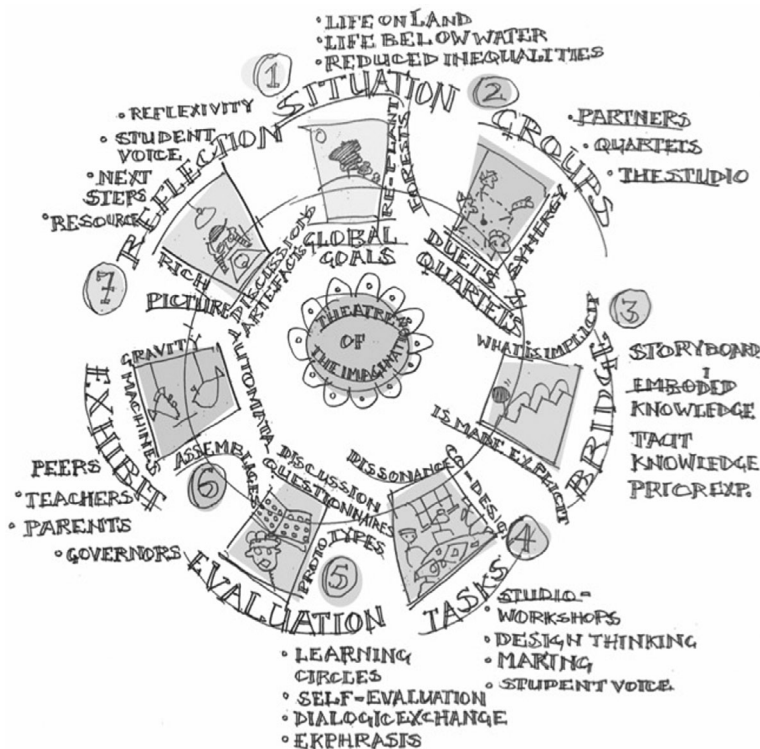 • LIFE ON LAND
• LIFE BELOW WATER
• REDUCED INEQUALITIES
1
SITUATION
RE-PLANT
FORESTS
GLOBAL
GOALS
2
GROUPS
• PARTNERS
• QUARTETS
• THE STUDIO
SYNERGY
DUETS &
QUARTETS
3
BRIDGE
WHAT IS IMPLICIT
IS MADE EXPLICIT
STORYBOARD
EMBODED
KNOWLEDGE
TACIT
KNOWLEDGE
PRIOR EXP.
4
TASKS
DISSONANCE
CO-DESIGN
• STUDIO-
WORKSHOPS
• DESIGN THINKING
• MAKING
• STUDENT VOICE
5
EVALUATION
DISCUSSION
QUESTIONNAIRES
PROTOTYPES
• LEARNING
CIRCLES
• SELF-EVALUATION
• DIALOGIC EXCHANGE
• EKPHRASIS
6
EXHIBIT
GRAVITY
MACHINES
AUTOMATA
ASSEMBLAGES
PEERS
• TEACHERS
• PARENTS
• GOVERNORS
7
REFLECTION
RICH
PICTURE
DISCUSSION
ARTEFACTS
• REFLEXIVITY
• STUDENT
VOICE
• NEXT
STEPS
• RESOURCE
THEATRE OF
OF
THE IMAGINATION